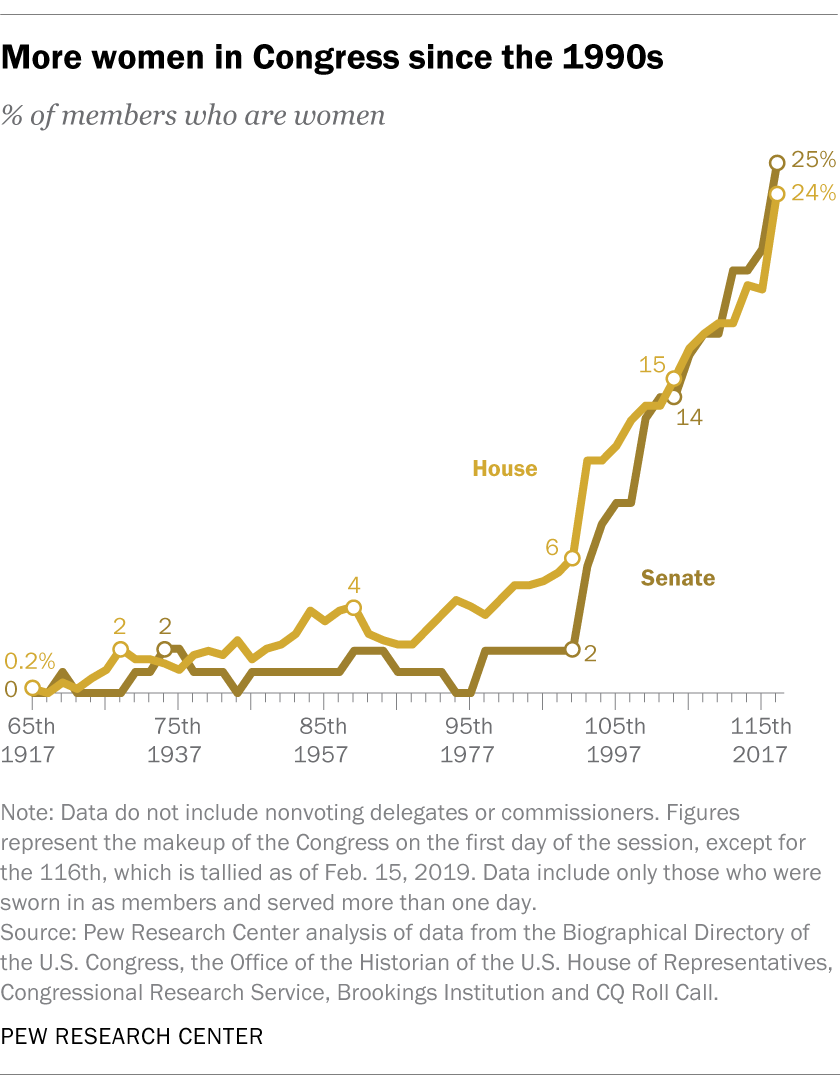 More women in Congress since the 1990s
% of members who are women
25%
24%
15
14
House
6
Senate
4
2
2
2
0.2%
0
65th 75th 85th 95th 105th 115th
1917 1937 1957 1977 1997 2017
Note: Data do not include nonvoting delegates or commissioners. Figures
represent the makeup of the Congress on the first day of the session, except for
the 116th, which is tallied as of Feb. 15, 2019. Data include only those who were
sworn in as members and served more than one day.
Source: Pew Research Center analysis of data from the Biographical Directory of
the U.S. Congress, the Office of the Historian of the U.S. House of Representatives,
Congressional Research Service, Brookings Institution and CQ Roll Call.
PEW RESEARCH CENTER